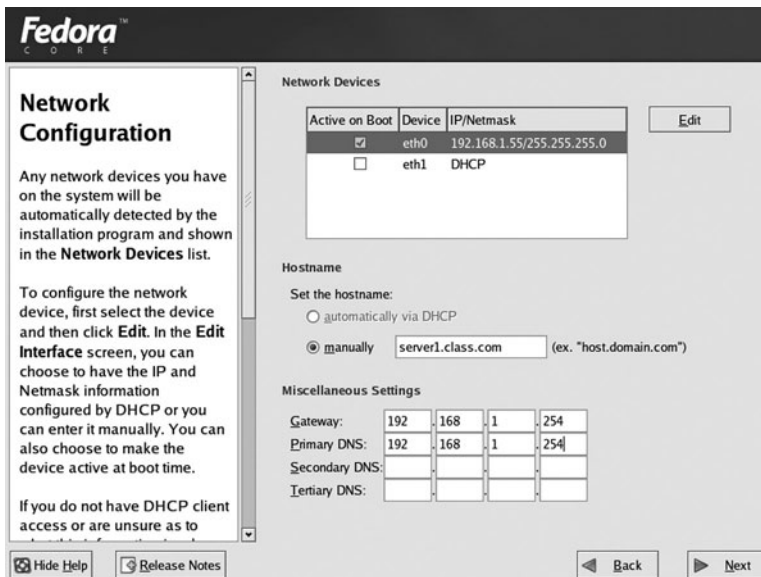 Fedora™
CORE
Network
Configuration
Any network devices you have
on the system will be
automatically detected by the
installation program and shown
in the Network Devices list.
To configure the network
device, first select the device
and then click Edit. In the Edit
Interface screen, you can
choose to have the IP and
Netmask information
configured by DHCP or you
can enter it manually. You can
also choose to make the
device active at boot time.
If you do not have DHCP client
access or are unsure as to
Network Devices
Active on Boot Device IP/Netmask
eth0 192.168.1.55/255.255.255.0
eth1 DHCP
Edit
Hostname
Set the hostname:
automatically via DHCP
manually server1.class.com (ex. "host.domain.com")
Miscellaneous Settings
Gateway: 192 . 168 . 1 . 254
Primary DNS: 192 . 168 . 1 . 254
Secondary DNS: . . .
Tertiary DNS: . . .
Hide Help Release Notes Back Next